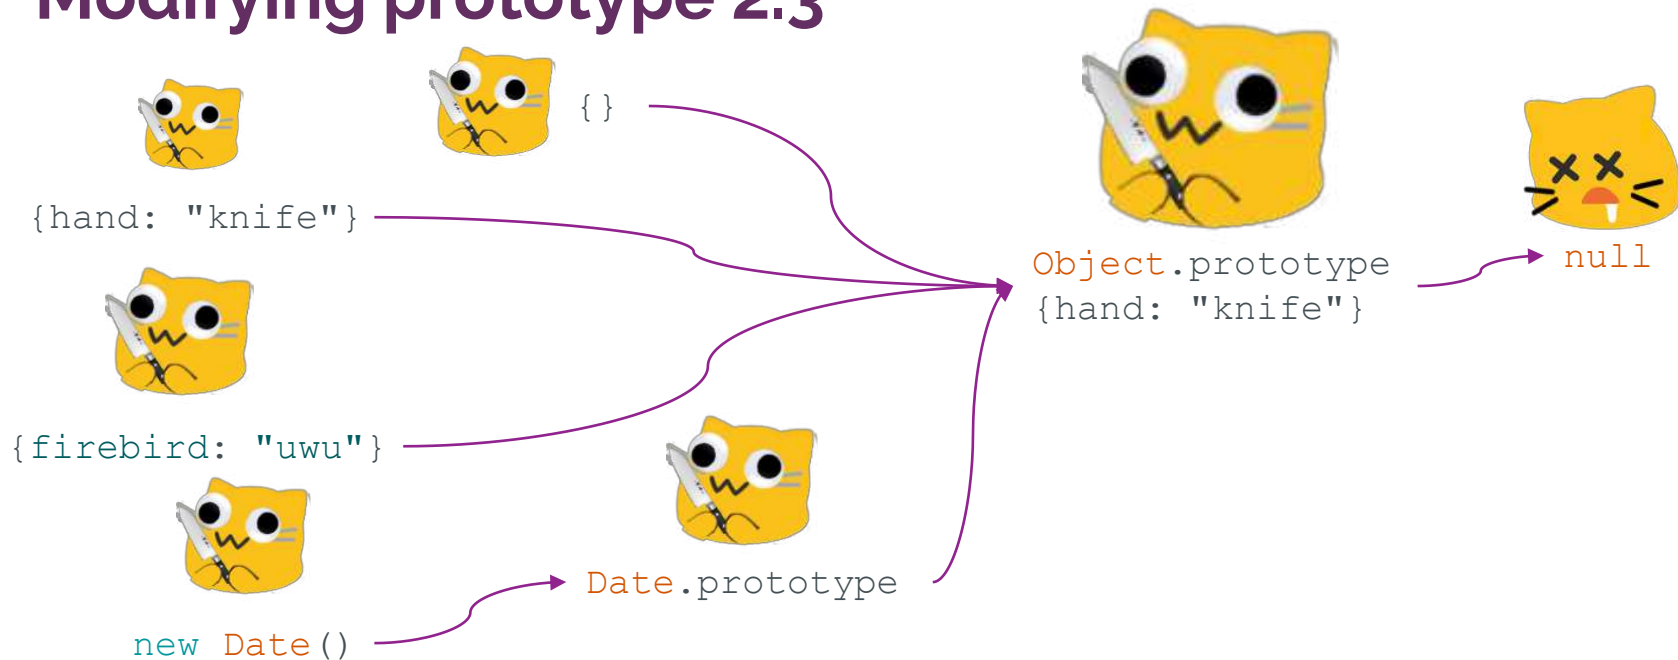 Modifying prototype 2.3
{}
{hand: "knife"}
Object.prototype
{hand: "knife"}
null
{firebird: "uwu"}
Date.prototype
new Date()